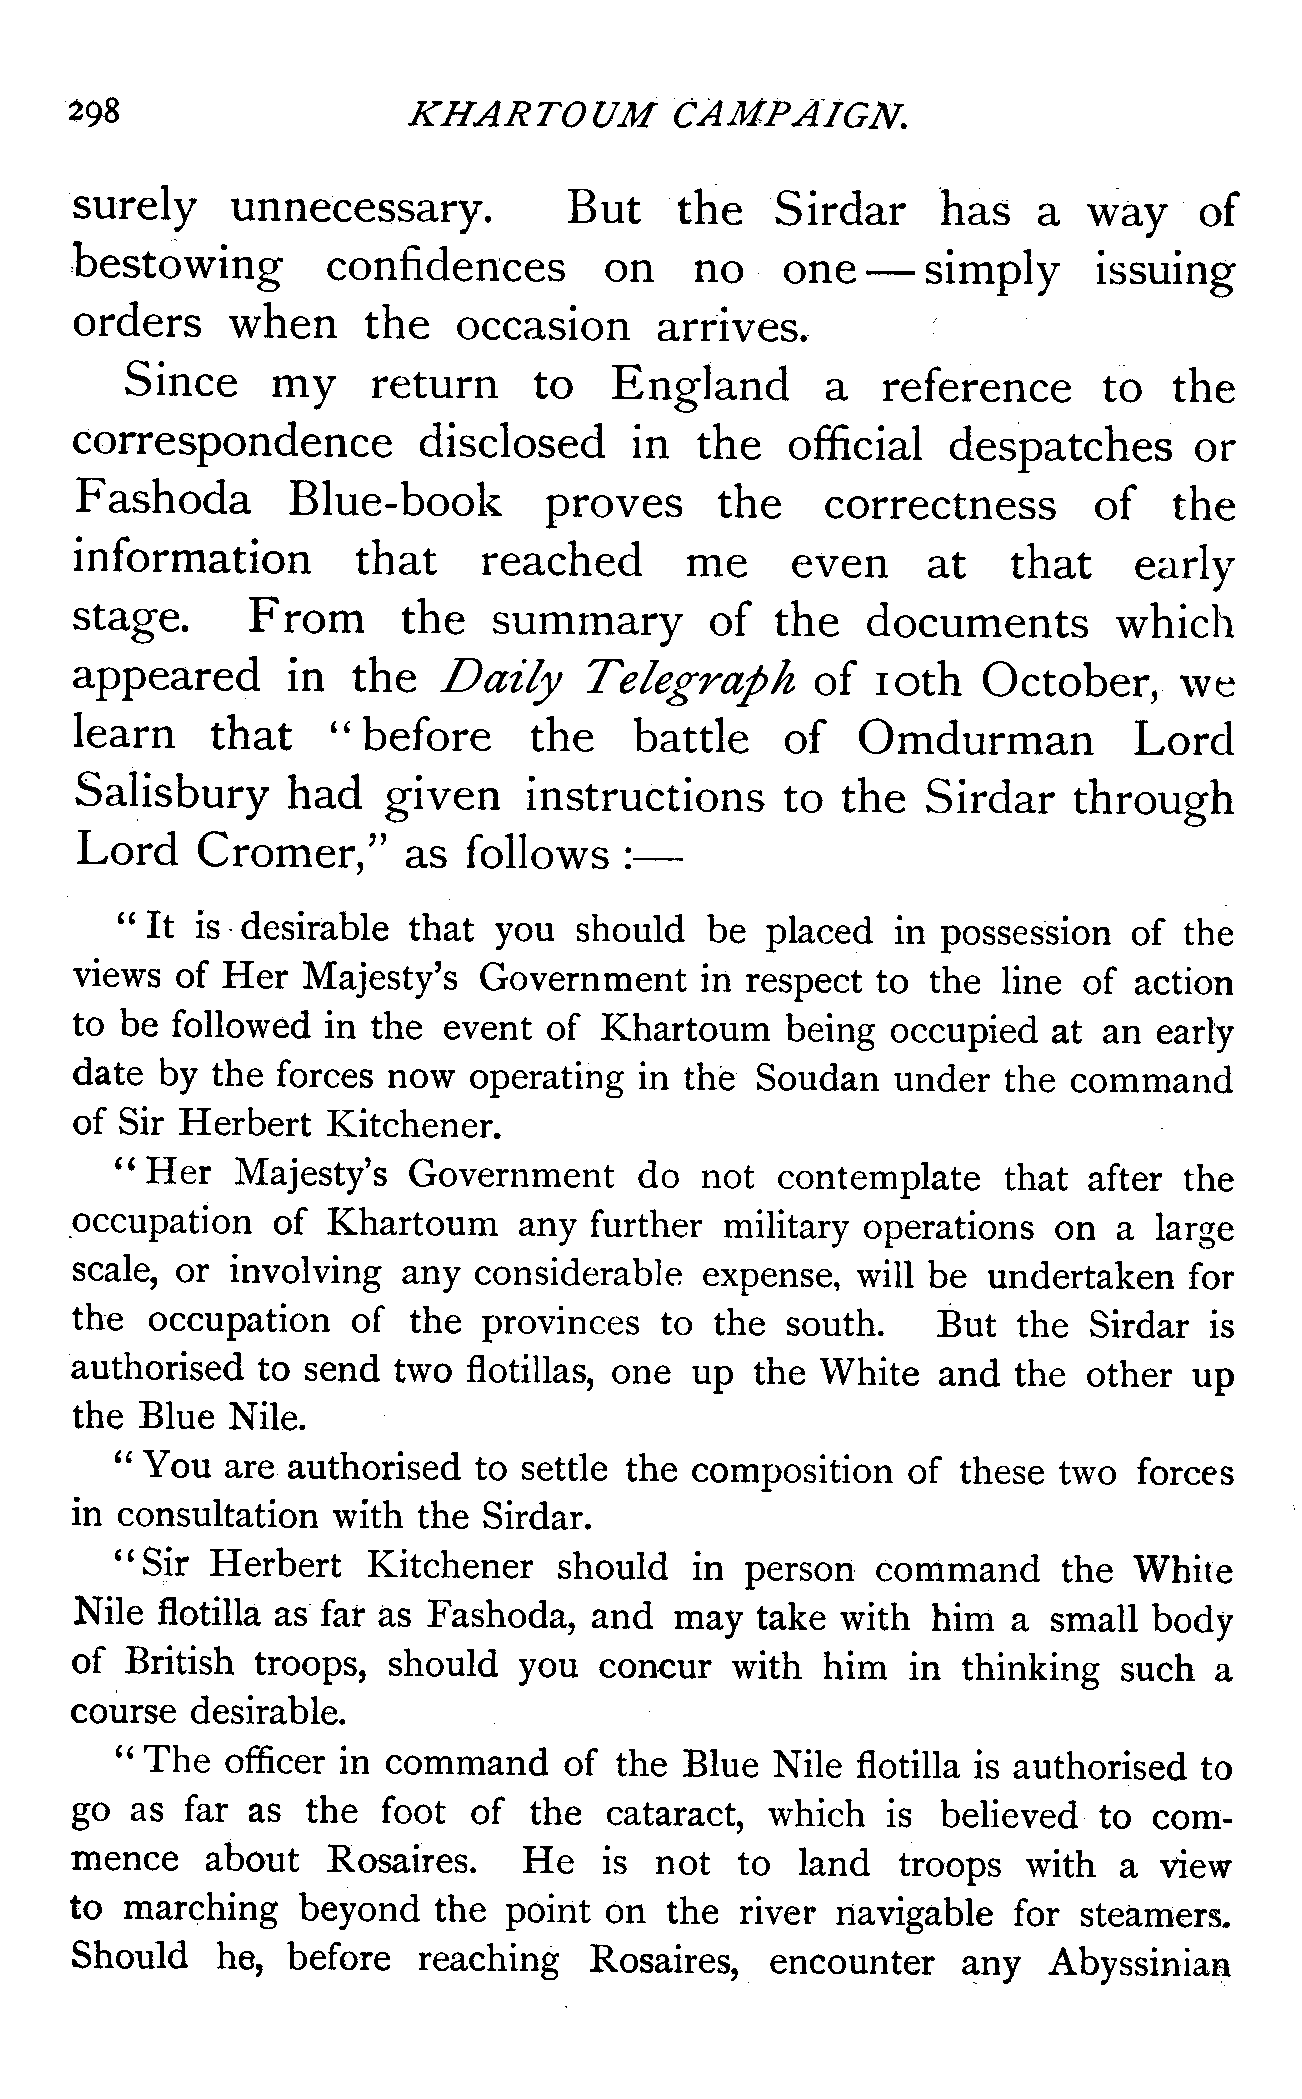 298 KHARTOUM CAMPAIGN.
surely unnecessary. But the Sirdar has a way of
bestowing confidences on no one—simply issuing
orders when the occasion arrives.
Since my return to England a reference to the
correspondence disclosed in the official despatches or
Fashoda Blue-book proves the correctness of the
information that reached me even at that early
stage. From the summary of the documents which
appeared in the Daily Telegraph of 10th October, we
learn that "before the battle of Omdurman Lord
Salisbury had given instructions to the Sirdar through
Lord Cromer," as follows :—
"It is desirable that you should be placed in possession of the
views of Her Majesty's Government in respect to the line of action
to be followed in the event of Khartoum being occupied at an early
date by the forces now operating in the Soudan under the command
of Sir Herbert Kitchener.
"Her Majesty's Government do not contemplate that after the
occupation of Khartoum any further military operations on a large
scale, or involving any considerable expense, will be undertaken for
the occupation of the provinces to the south. But the Sirdar is
authorised to send two flotillas, one up the White and the other up
the Blue Nile.
"You are authorised to settle the composition of these two forces
in consultation with the Sirdar.
"Sir Herbert Kitchener should in person command the White
Nile flotilla as far as Fashoda, and may take with him a small body
of British troops, should you concur with him in thinking such a
course desirable.
"The officer in command of the Blue Nile flotilla is authorised to
go as far as the foot of the cataract, which is believed to com-
mence about Rosaires. He is not to land troops with a view
to marching beyond the point on the river navigable for steamers.
Should he, before reaching Rosaires, encounter any Abyssinian